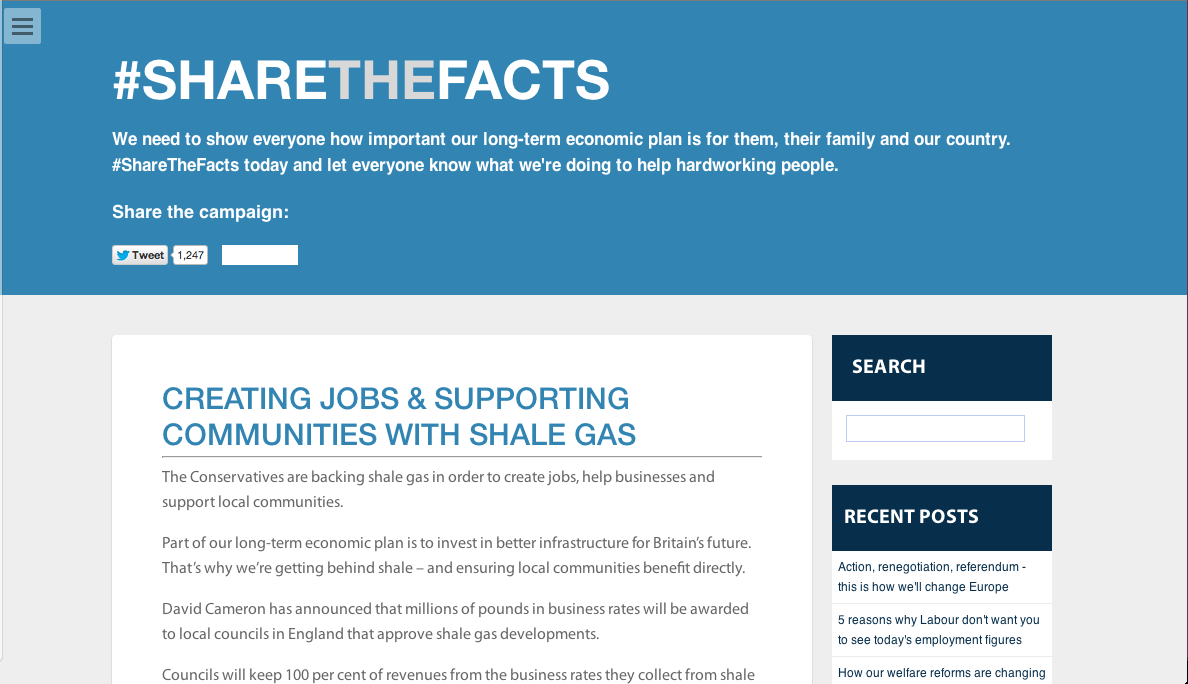 #SHARETHEFACTS
We need to show everyone how important our long-term economic plan is for them, their family and our country.
#ShareTheFacts today and let everyone know what we're doing to help hardworking people.
Share the campaign:
Tweet 1,247
CREATING JOBS & SUPPORTING
COMMUNITIES WITH SHALE GAS
The Conservatives are backing shale gas in order to create jobs, help businesses and
support local communities.
Part of our long-term economic plan is to invest in better infrastructure for Britain’s future.
That’s why we’re getting behind shale – and ensuring local communities benefit directly.
David Cameron has announced that millions of pounds in business rates will be awarded
to local councils in England that approve shale gas developments.
Councils will keep 100 per cent of revenues from the business rates they collect from shale
SEARCH
RECENT POSTS
Action, renegotiation, referendum -
this is how we'll change Europe
5 reasons why Labour don't want you
to see today's employment figures
How our welfare reforms are changing